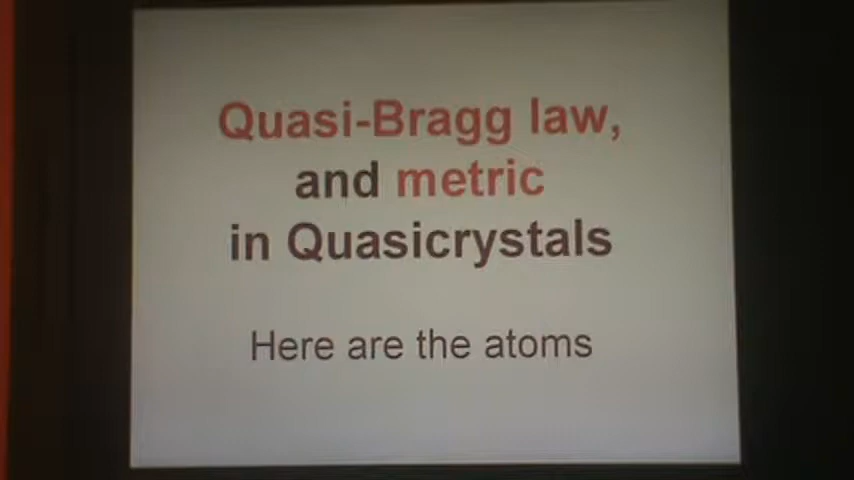 Quasi-Bragg law,
and metric
in Quasicrystals
Here are the atoms